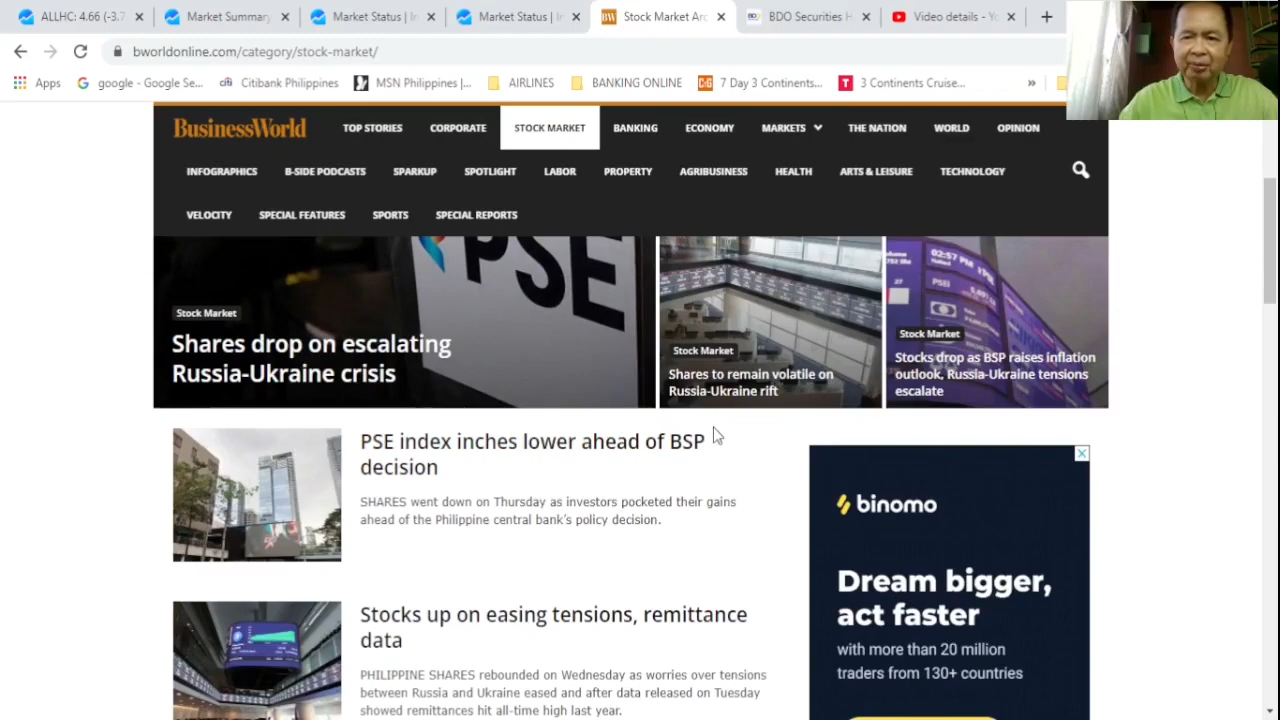 ALLHC: 4.66 (-3.7
Market Summary
Market Status | In
Market Status | In
Stock Market Arc
BDO Securities H
Video details - Yo
bworldonline.com/category/stock-market/
Apps
google - Google Se...
Citibank Philippines
MSN Philippines |...
AIRLINES
BANKING ONLINE
7 Day 3 Continents...
3 Continents Cruise...
»
BusinessWorld
TOP STORIES
CORPORATE
STOCK MARKET
BANKING
ECONOMY
MARKETS
THE NATION
WORLD
OPINION
INFOGRAPHICS
B-SIDE PODCASTS
SPARKUP
SPOTLIGHT
LABOR
PROPERTY
AGRIBUSINESS
HEALTH
ARTS & LEISURE
TECHNOLOGY
VELOCITY
SPECIAL FEATURES
SPORTS
SPECIAL REPORTS
PSE
Stock Market
Shares drop on escalating
Russia-Ukraine crisis
Stock Market
Shares to remain volatile on
Russia-Ukraine rift
02:57 PM
PSEi
27
Stock Market
Stocks drop as BSP raises inflation
outlook, Russia-Ukraine tensions
escalate
PSE index inches lower ahead of BSP
decision
SHARES went down on Thursday as investors pocketed their gains
ahead of the Philippine central bank's policy decision.
Stocks up on easing tensions, remittance
data
PHILIPPINE SHARES rebounded on Wednesday as worries over tensions
between Russia and Ukraine eased and after data released on Tuesday
showed remittances hit all-time high last year.
binomo
Dream bigger,
act faster
with more than 20 million
traders from 130+ countries